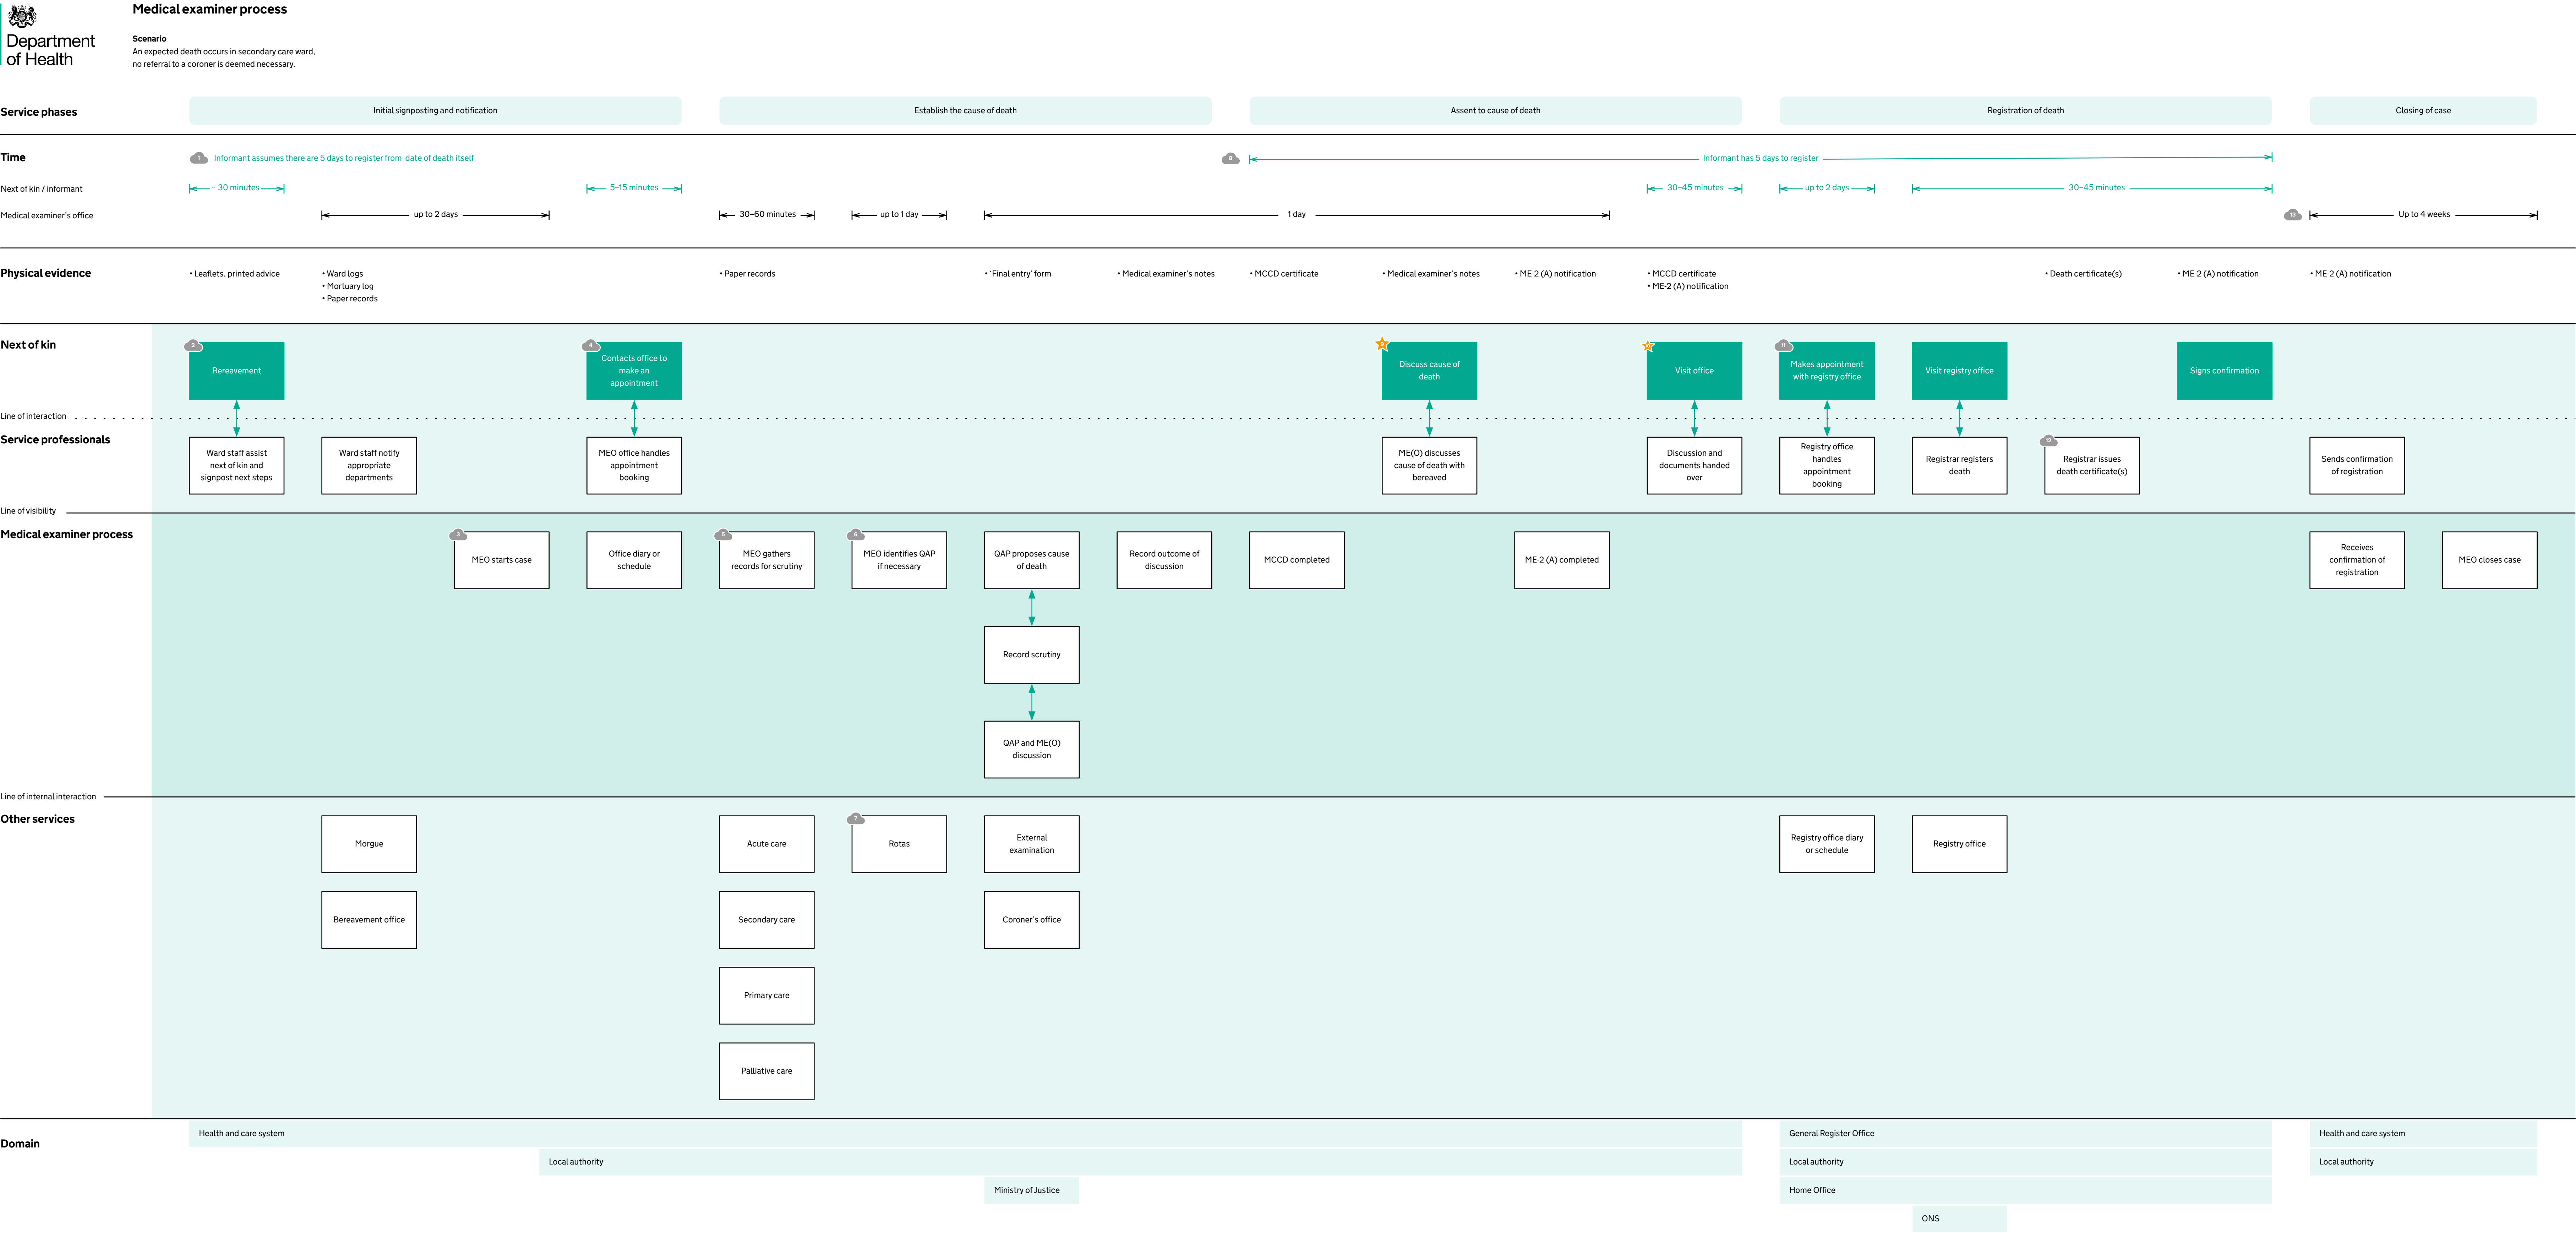 Department
of Health
Medical examiner process
Scenario
An expected death occurs in secondary care ward,
no referral to a coroner is deemed necessary.
Service phases
Initial signposting and notification
Establish the cause of death
Assent to cause of death
Registration of death
Closing of case
Time
1
Informant assumes there are 5 days to register from date of death itself
8
Informant has 5 days to register
Next of kin / informant
~ 30 minutes
5–15 minutes
30–45 minutes
up to 2 days
30–45 minutes
Medical examiner's office
up to 2 days
30–60 minutes
up to 1 day
1 day
13
Up to 4 weeks
Physical evidence
• Leaflets, printed advice
• Ward logs
• Mortuary log
• Paper records
• Paper records
• 'Final entry' form
• Medical examiner's notes
• MCCD certificate
• Medical examiner's notes
• ME-2 (A) notification
• MCCD certificate
• ME-2 (A) notification
• Death certificate(s)
• ME-2 (A) notification
• ME-2 (A) notification
Next of kin
2
Bereavement
4
Contacts office to
make an
appointment
Discuss cause of
death
Visit office
11
Makes appointment
with registry office
Visit registry office
Signs confirmation
Line of interaction
Service professionals
Ward staff assist
next of kin and
signpost next steps
Ward staff notify
appropriate
departments
MEO office handles
appointment
booking
ME(O) discusses
cause of death with
bereaved
Discussion and
documents handed
over
Registry office
handles
appointment
booking
Registrar registers
death
12
Registrar issues
death certificate(s)
Sends confirmation
of registration
Line of visibility
Medical examiner process
3
MEO starts case
Office diary or
schedule
5
MEO gathers
records for scrutiny
6
MEO identifies QAP
if necessary
QAP proposes cause
of death
Record outcome of
discussion
MCCD completed
ME-2 (A) completed
Receives
confirmation of
registration
MEO closes case
Record scrutiny
QAP and ME(O)
discussion
Line of internal interaction
Other services
Morgue
Acute care
7
Rotas
External
examination
Registry office diary
or schedule
Registry office
Bereavement office
Secondary care
Coroner's office
Primary care
Palliative care
Domain
Health and care system
General Register Office
Health and care system
Local authority
Local authority
Local authority
Ministry of Justice
Home Office
ONS